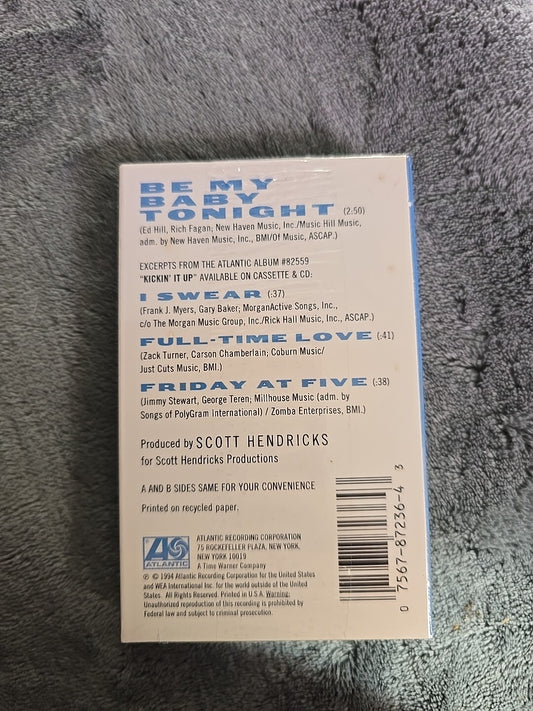 BE MY
BABY
TONIGHT (2:50)
(Ed Hill, Rich Fagan; New Haven Music, Inc./Music Hill Music,
adm. by New Haven Music, Inc., BMI/Of Music, ASCAP.)
EXCERPTS FROM THE ATLANTIC ALBUM #82559
"KICKIN' IT UP" AVAILABLE ON CASSETTE & CD:
I SWEAR (:37)
(Frank J. Myers, Gary Baker; MorganActive Songs, Inc.,
c/o The Morgan Music Group, Inc./Rick Hall Music, Inc., ASCAP.)
FULL-TIME LOVE (:41)
(Zack Turner, Carson Chamberlain; Coburn Music/
Just Cuts Music, BMI.)
FRIDAY AT FIVE (:38)
(Jimmy Stewart, George Teren; Millhouse Music (adm. by
Songs of PolyGram International) / Zomba Enterprises, BMI.)
Produced by SCOTT HENDRICKS
for Scott Hendricks Productions
A AND B SIDES SAME FOR YOUR CONVENIENCE
Printed on recycled paper.
ATLANTIC
ATLANTIC RECORDING CORPORATION
75 ROCKEFELLER PLAZA, NEW YORK,
NEW YORK 10019
A Time Warner Company
℗ © 1994 Atlantic Recording Corporation for the United States
and WEA International Inc. for the world outside of the United
States. All Rights Reserved. Printed in U.S.A. Warning:
Unauthorized reproduction of this recording is prohibited by
Federal law and subject to criminal prosecution.
0 7567-87236-4 3